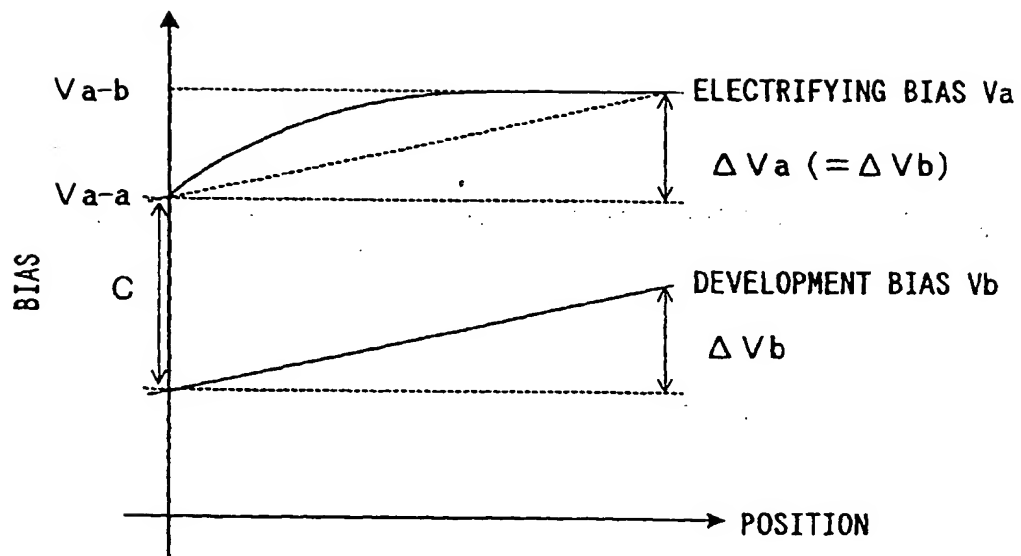 Va-b
ELECTRIFYING BIAS Va
ΔVa (=ΔVb)
Va-a
BIAS
C
DEVELOPMENT BIAS Vb
ΔVb
POSITION